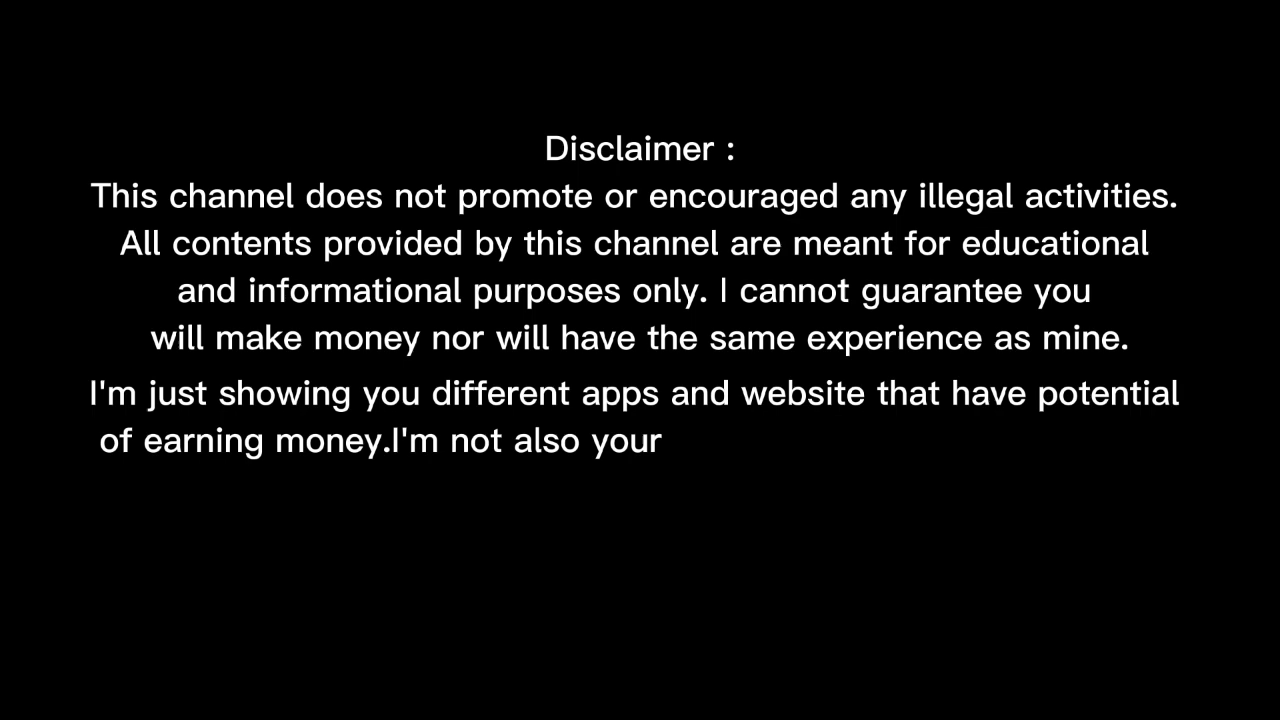 Disclaimer :
This channel does not promote or encouraged any illegal activities.
All contents provided by this channel are meant for educational
and informational purposes only. I cannot guarantee you
will make money nor will have the same experience as mine.
I'm just showing you different apps and website that have potential
of earning money.I'm not also your